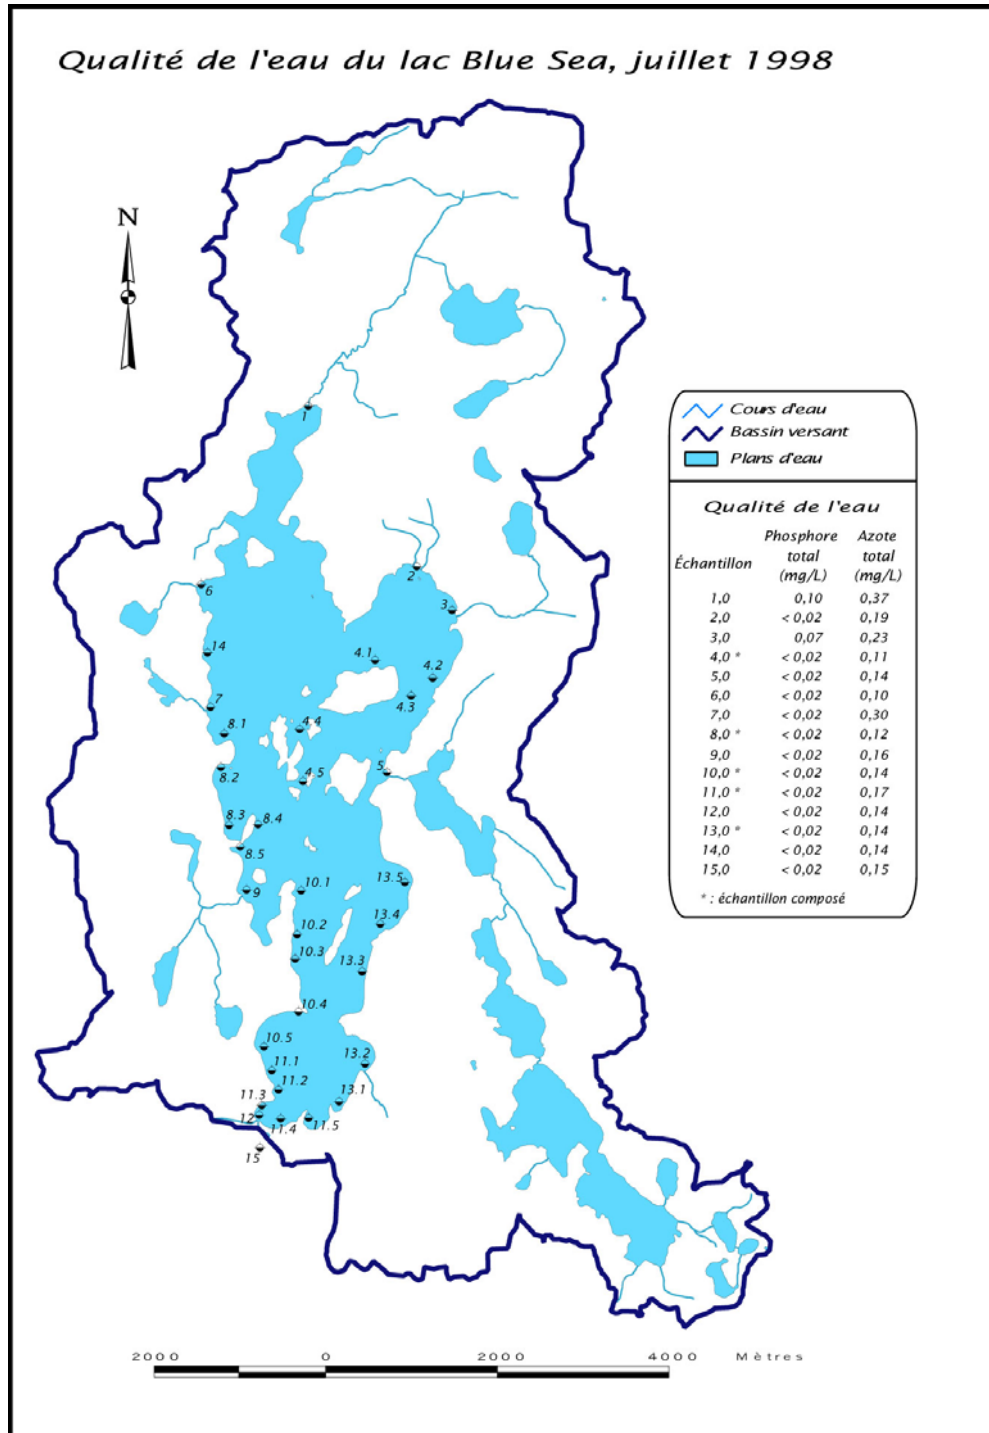 Qualité de l'eau du lac Blue Sea, juillet 1998
N
Cours d'eau
Bassin versant
Plans d'eau
Qualité de l'eau
Échantillon Phosphore total (mg/L) Azote total (mg/L)
1,0 0,10 0,37
2,0 < 0,02 0,19
3,0 0,07 0,23
4,0 * < 0,02 0,11
5,0 < 0,02 0,14
6,0 < 0,02 0,10
7,0 < 0,02 0,30
8,0 * < 0,02 0,12
9,0 < 0,02 0,16
10,0 * < 0,02 0,14
11,0 * < 0,02 0,17
12,0 < 0,02 0,14
13,0 * < 0,02 0,14
14,0 < 0,02 0,14
15,0 < 0,02 0,15
* : échantillon composé
1
2
6
3
14
4.1
4.2
7
4.3
8.1
4.4
8.2
4.5
5
8.3
8.4
8.5
9
10.1
13.5
10.2
13.4
10.3
13.3
10.4
10.5
13.2
11.1
11.2
11.3
13.1
12
11.4
11.5
15
2000 0 2000 4000 Mètres